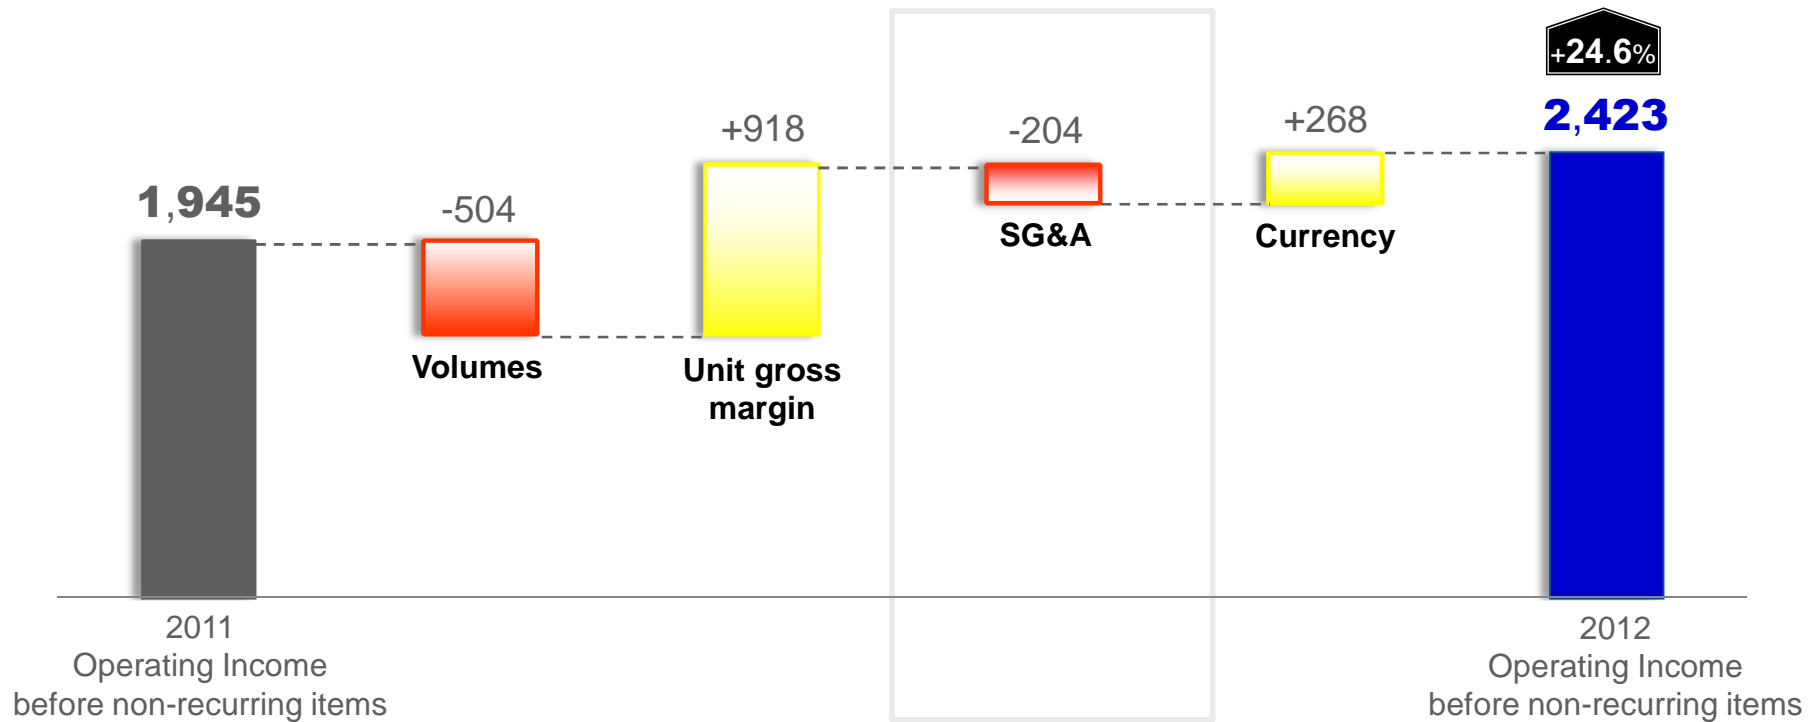 +24.6%
2,423
+918
-204
+268
1,945
-504
SG&A
Currency
Volumes
Unit gross
margin
2011
Operating Income
before non-recurring items
2012
Operating Income
before non-recurring items